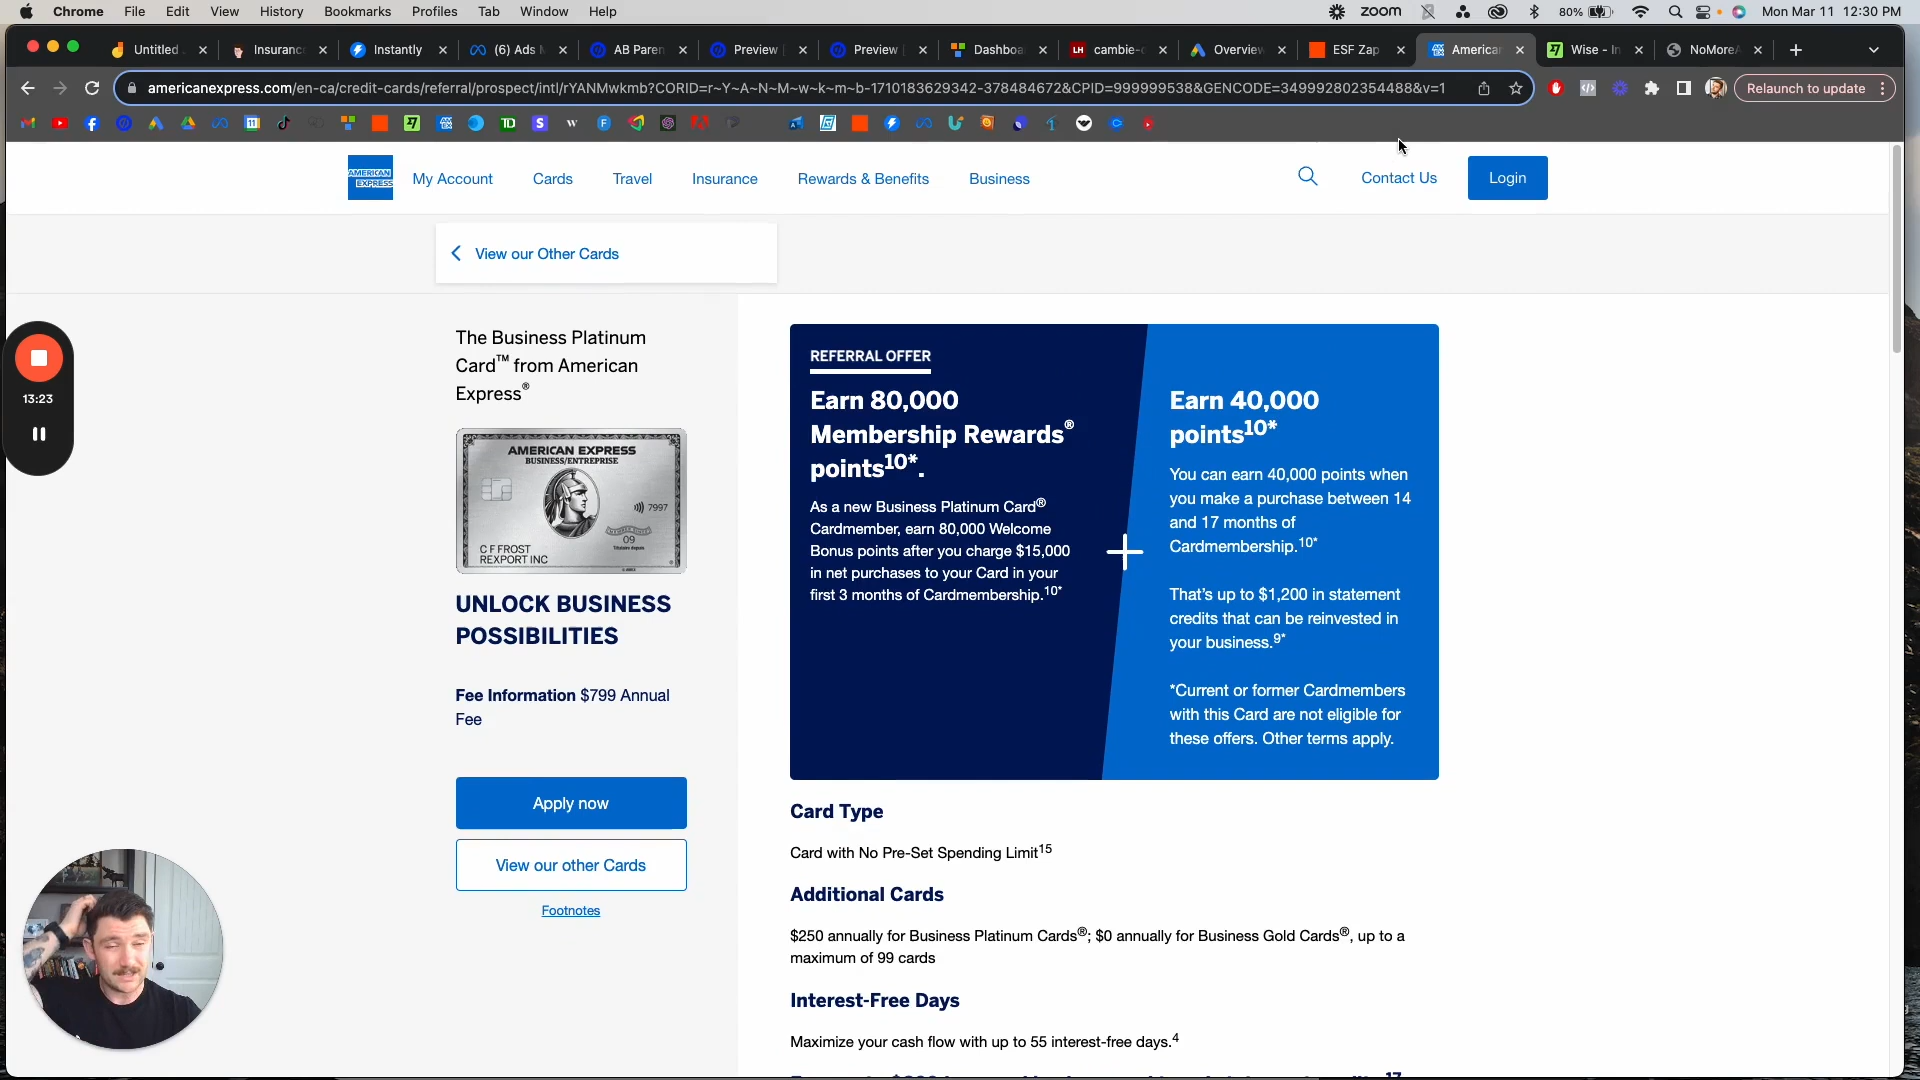 Chrome File Edit View History Bookmarks Profiles Tab Window Help
zoom 80% Mon Mar 11 12:30 PM
Untitled Insurance Instantly (6) Ads M AB Paren Preview Preview Dashboa cambie- Overview ESF Zap American Wise - In NoMoreA
americanexpress.com/en-ca/credit-cards/referral/prospect/intl/rYANMwkmb?CORID=r~Y~A~N~M~w~k~m~b-1710183629342-378484672&CPID=999999538&GENCODE=349992802354488&v=1
Relaunch to update
AMERICAN EXPRESS
My Account Cards Travel Insurance Rewards & Benefits Business
Contact Us Login
View our Other Cards
13:23
The Business Platinum
Card™ from American
Express®
AMERICAN EXPRESS
BUSINESS/ENTREPRISE
7997
09
C F FROST
REXPORT INC
UNLOCK BUSINESS
POSSIBILITIES
Fee Information $799 Annual
Fee
Apply now
View our other Cards
Footnotes
REFERRAL OFFER
Earn 80,000
Membership Rewards®
points10*.
As a new Business Platinum Card®
Cardmember, earn 80,000 Welcome
Bonus points after you charge $15,000
in net purchases to your Card in your
first 3 months of Cardmembership.10*
Earn 40,000
points10*
You can earn 40,000 points when
you make a purchase between 14
and 17 months of
Cardmembership.10*
That's up to $1,200 in statement
credits that can be reinvested in
your business.9*
*Current or former Cardmembers
with this Card are not eligible for
these offers. Other terms apply.
Card Type
Card with No Pre-Set Spending Limit15
Additional Cards
$250 annually for Business Platinum Cards®; $0 annually for Business Gold Cards®, up to a
maximum of 99 cards
Interest-Free Days
Maximize your cash flow with up to 55 interest-free days.4